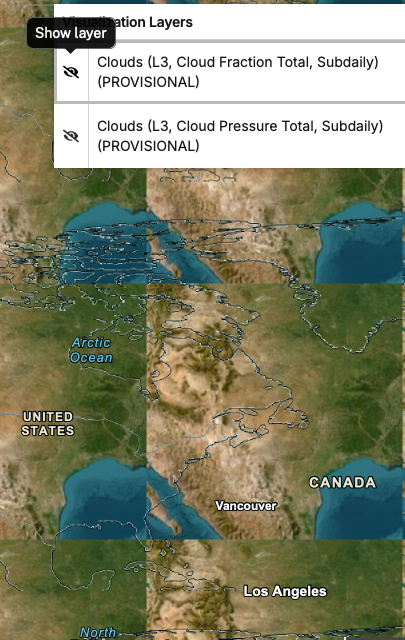 Visualization Layers
Show layer
Clouds (L3, Cloud Fraction Total, Subdaily)
(PROVISIONAL)
Clouds (L3, Cloud Pressure Total, Subdaily)
(PROVISIONAL)
Arctic
Ocean
UNITED
STATES
CANADA
Vancouver
Los Angeles
North